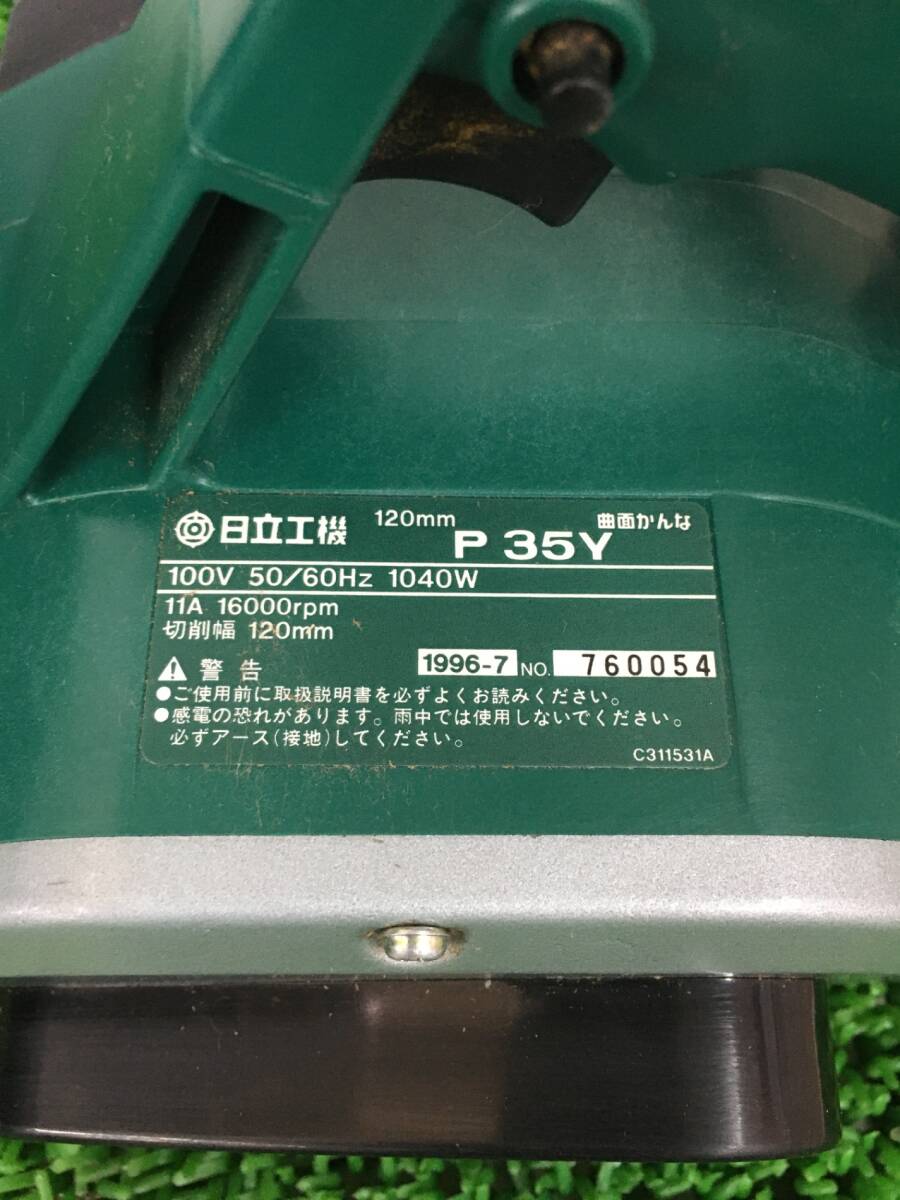 日立工機 120mm P 35Y 曲面かんな
100V 50/60Hz 1040W
11A 16000rpm
切削幅 120mm
警告 1996-7 NO. 760054
●ご使用前に取扱説明書を必ずよくお読みください。
●感電の恐れがあります。雨中では使用しないでください。
必ずアース(接地)してください。
C311531A